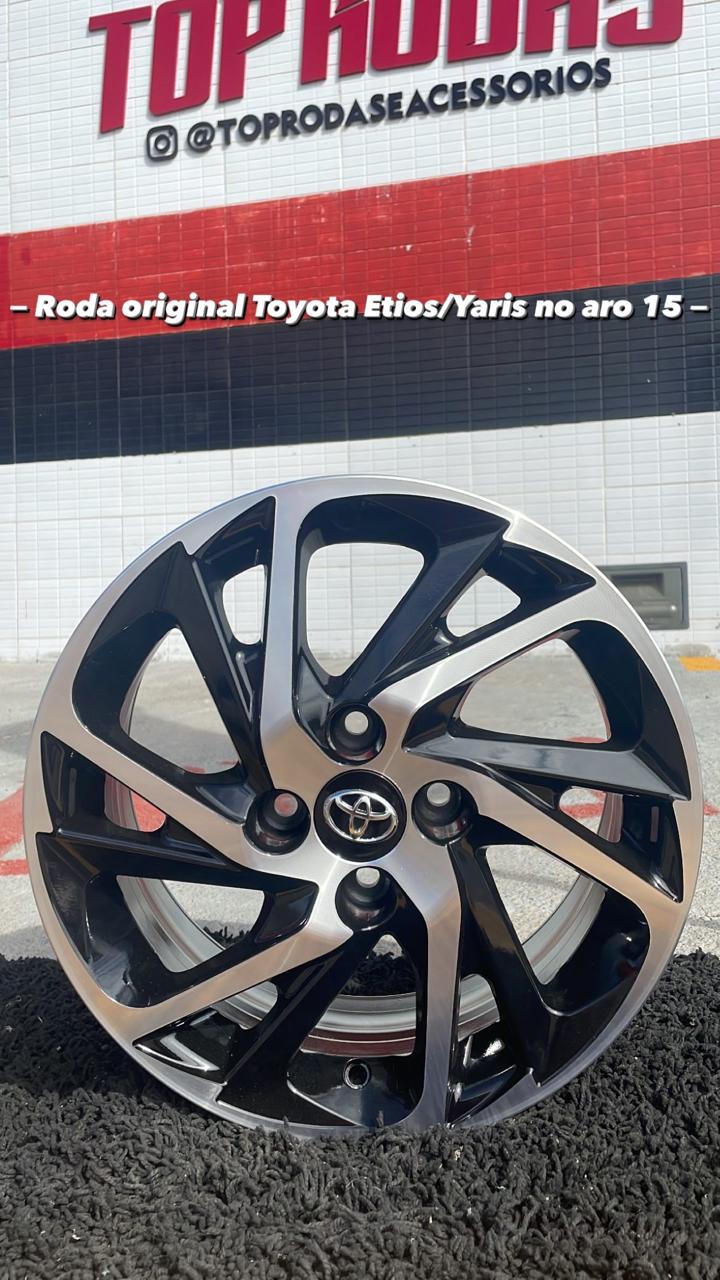 TOP RODAS
@TOPRODASEACESSORIOS
— Roda original Toyota Etios/Yaris no aro 15 —